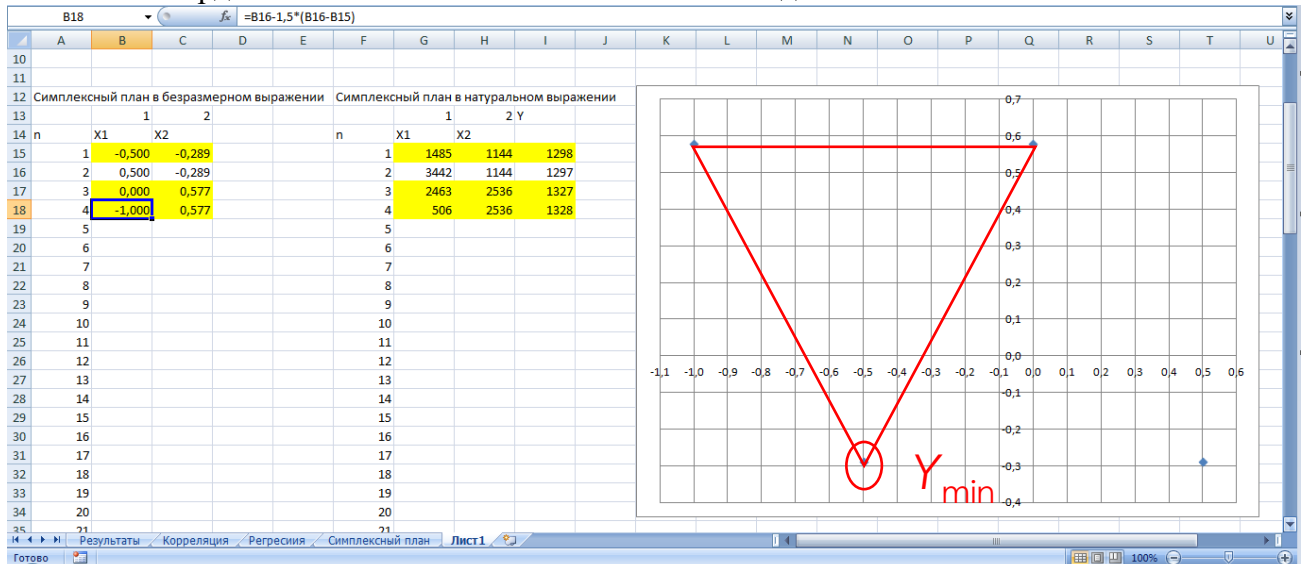 B18 fx =B16-1,5*(B16-B15)
A B C D E F G H I J K L M N O P Q R S T U
10
11
12 Симплексный план в безразмерном выражении Симплексный план в натуральном выражении
13 1 2 1 2 Y
14 n X1 X2 n X1 X2
15 1 -0,500 -0,289 1 1485 1144 1298
16 2 0,500 -0,289 2 3442 1144 1297
17 3 0,000 0,577 3 2463 2536 1327
18 4 -1,000 0,577 4 506 2536 1328
19 5 5
20 6 6
21 7 7
22 8 8
23 9 9
24 10 10
25 11 11
26 12 12
27 13 13
28 14 14
29 15 15
30 16 16
31 17 17
32 18 18
33 19 19
34 20 20
35 21 21
0,7
0,6
0,5
0,4
0,3
0,2
0,1
0,0
-1,1 -1,0 -0,9 -0,8 -0,7 -0,6 -0,5 -0,4 -0,3 -0,2 -0,1 0,0 0,1 0,2 0,3 0,4 0,5 0,6
-0,1
-0,2
-0,3
-0,4
Ymin
Результаты Корреляция Регресиия Симплексный план Лист1
Готово 100%